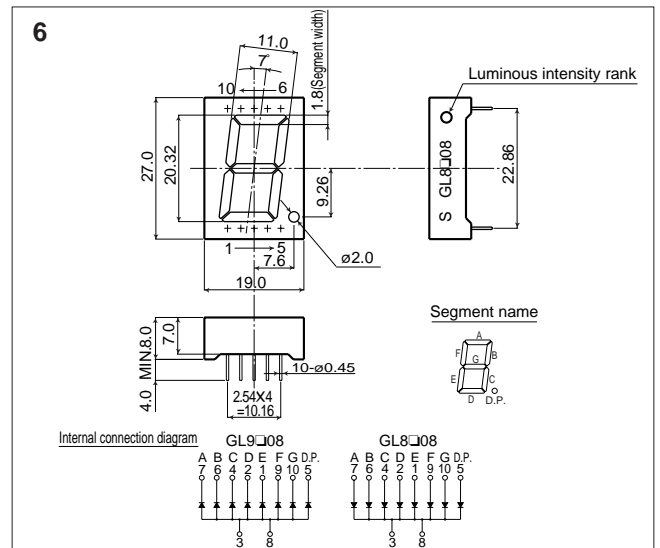 6
11.0
7°
10 6
1.8(Segment width)
27.0
20.32
9.26
1 5
7.6
ø2.0
19.0
Luminous intensity rank
S GL8□08
22.86
MIN.8.0
7.0
4.0
10-ø0.45
2.54X4
=10.16
Segment name
A
F B
G
E C
D D.P.
Internal connection diagram
GL9□08
A B C D E F G D.P.
7 6 4 2 1 9 10 5
3 8
GL8□08
A B C D E F G D.P.
7 6 4 2 1 9 10 5
3 8